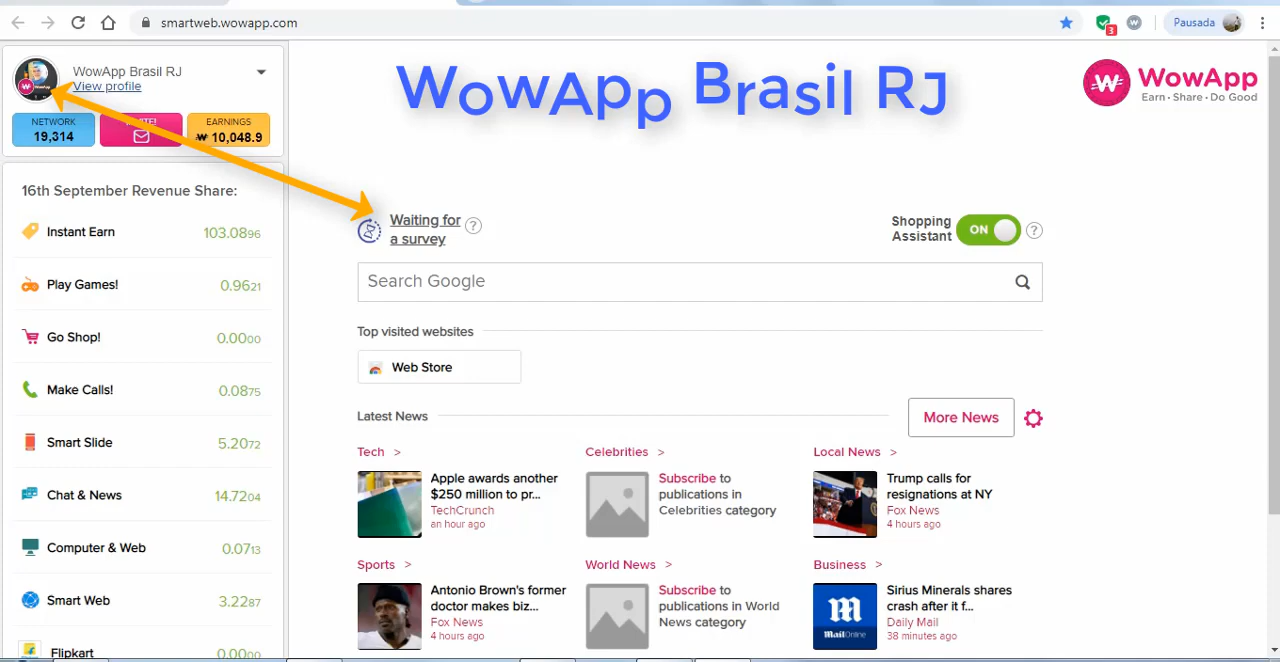 smartweb.wowapp.com
3
Pausada
WowApp Brasil RJ
View profile
NETWORK
19,314
EARNINGS
10,048.9
16th September Revenue Share:
Instant Earn
103.0896
Play Games!
0.9621
Go Shop!
0.0000
Make Calls!
0.0875
Smart Slide
5.2072
Chat & News
14.7204
Computer & Web
0.0713
Smart Web
3.2287
Flipkart
0.0000
WowApp Brasil RJ
WowApp
Earn · Share · Do Good
Waiting for
a survey
?
Shopping
Assistant
ON
?
Search Google
Top visited websites
Web Store
Latest News
More News
Tech >
Apple awards another
$250 million to pr...
TechCrunch
an hour ago
Celebrities >
Subscribe to
publications in
Celebrities category
Local News >
Trump calls for
resignations at NY
Fox News
4 hours ago
Sports >
Antonio Brown's former
doctor makes biz...
Fox News
4 hours ago
World News >
Subscribe to
publications in World
News category
Business >
m
MailOnline
Sirius Minerals shares
crash after it f...
Daily Mail
38 minutes ago